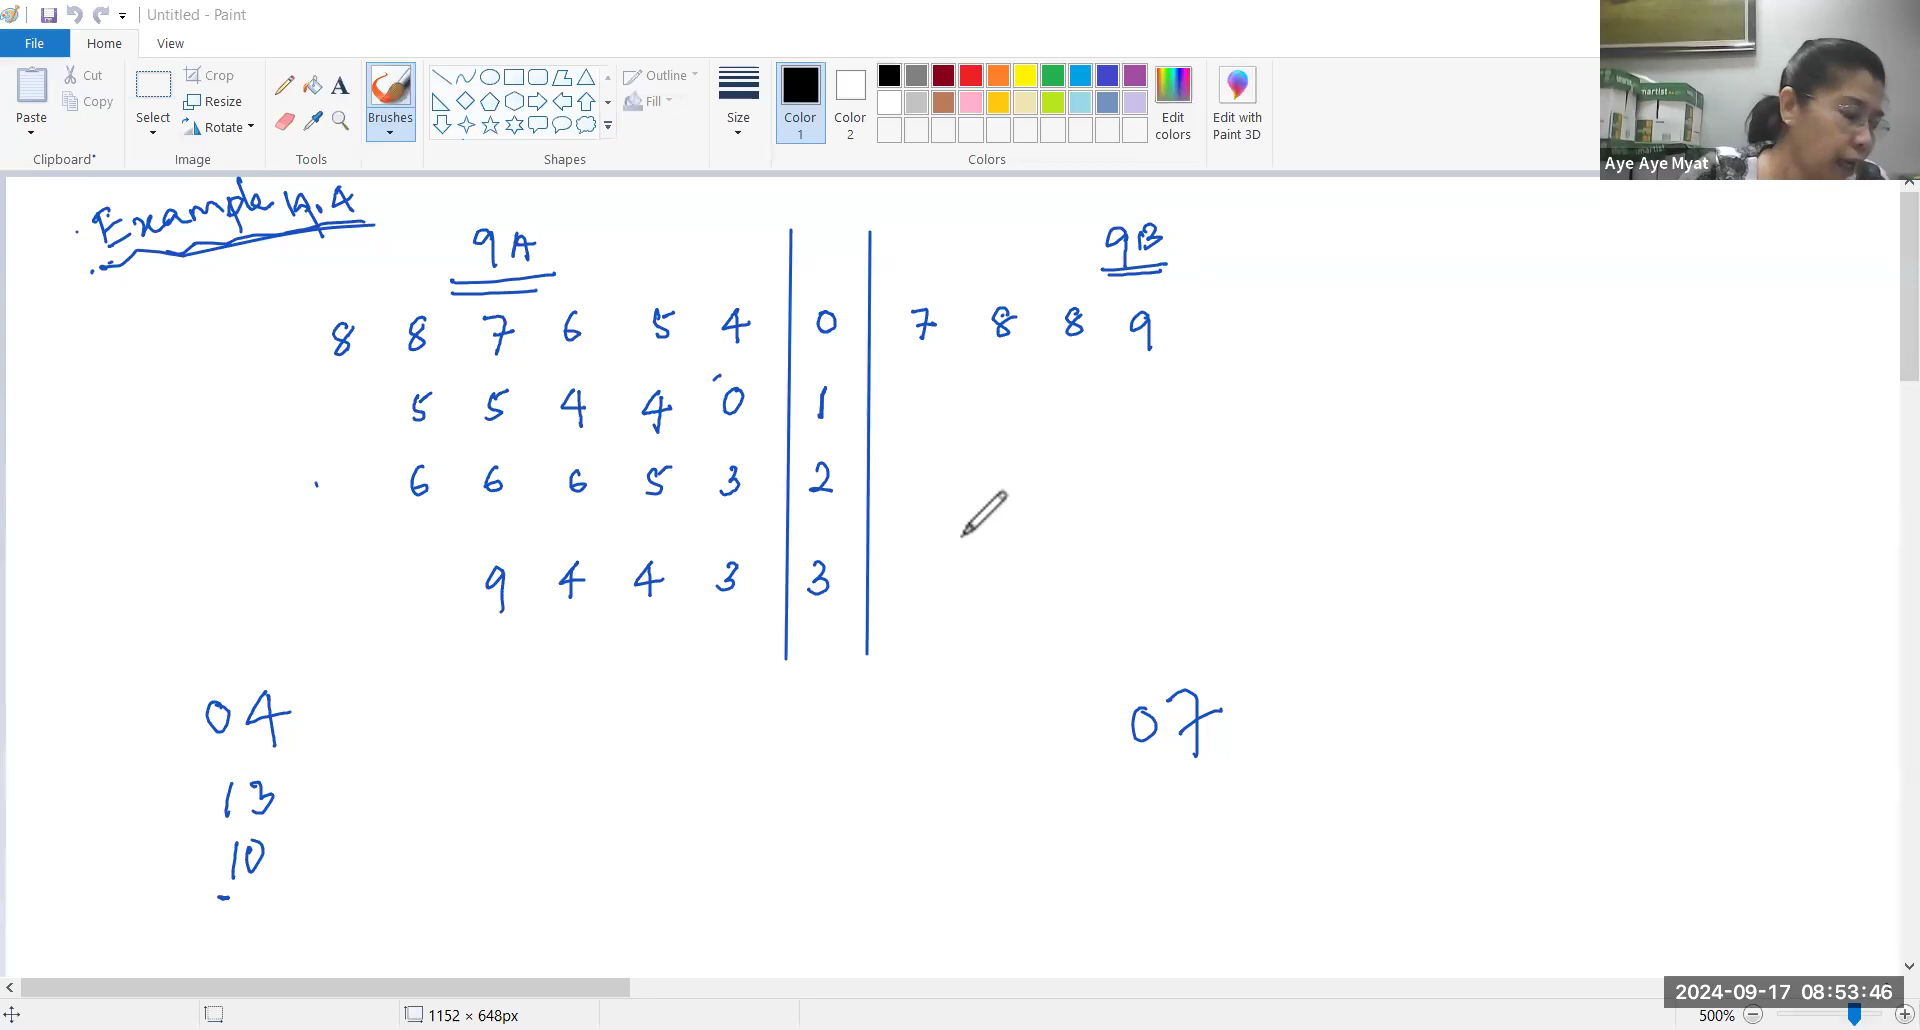 Untitled - Paint
File Home View
Paste Cut Copy Clipboard
Select Crop Resize Rotate Image
Tools
Brushes
Outline Fill Shapes
Size
Color 1 Color 2 Edit colors Colors
Edit with Paint 3D
Aye Aye Myat
Example 14.4
9A 9B
8 8 7 6 5 4 0 7 8 8 9
5 5 4 4 0 1
6 6 6 5 3 2
9 4 4 3 3
04 07
13
10
2024-09-17 08:53:46
1152 × 648px 500%